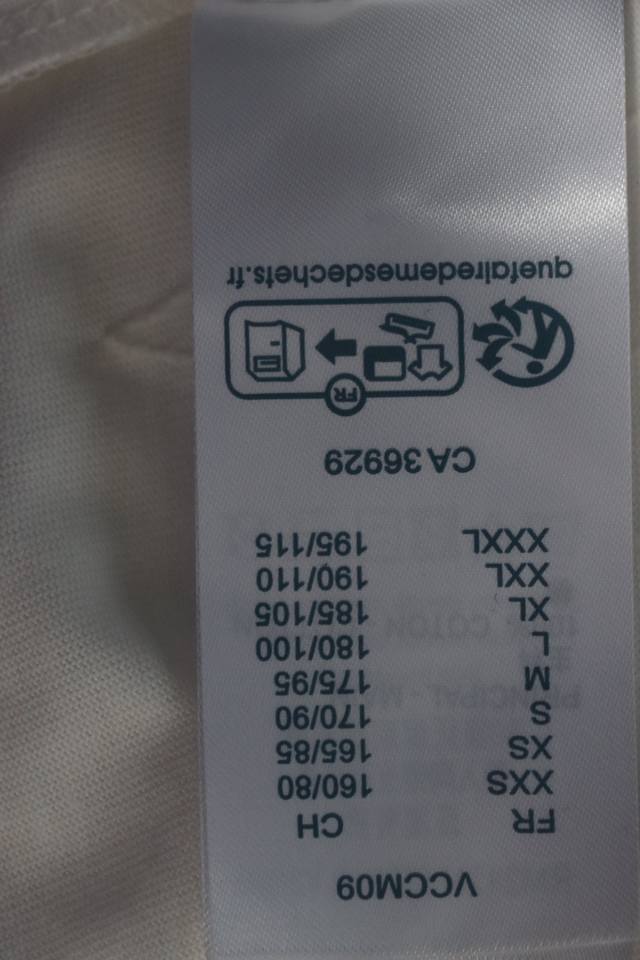 VCCM09
FR CH
XXS 160/80
XS 165/85
S 170/90
M 175/95
L 180/100
XL 185/105
XXL 190/110
XXXL 195/115
CA 36929
FR
quefairedemesdechets.fr